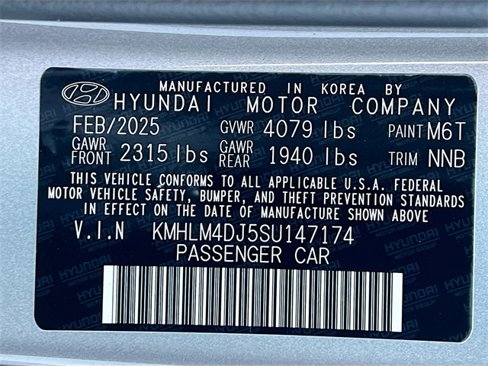 MANUFACTURED IN KOREA BY
HYUNDAI MOTOR COMPANY
FEB/2025 GVWR 4079 lbs PAINT M6T
GAWR FRONT 2315 lbs GAWR REAR 1940 lbs TRIM NNB
THIS VEHICLE CONFORMS TO ALL APPLICABLE U.S.A. FEDERAL
MOTOR VEHICLE SAFETY, BUMPER, AND THEFT PREVENTION STANDARDS
IN EFFECT ON THE DATE OF MANUFACTURE SHOWN ABOVE
V.I.N KMHLM4DJ5SU147174
PASSENGER CAR